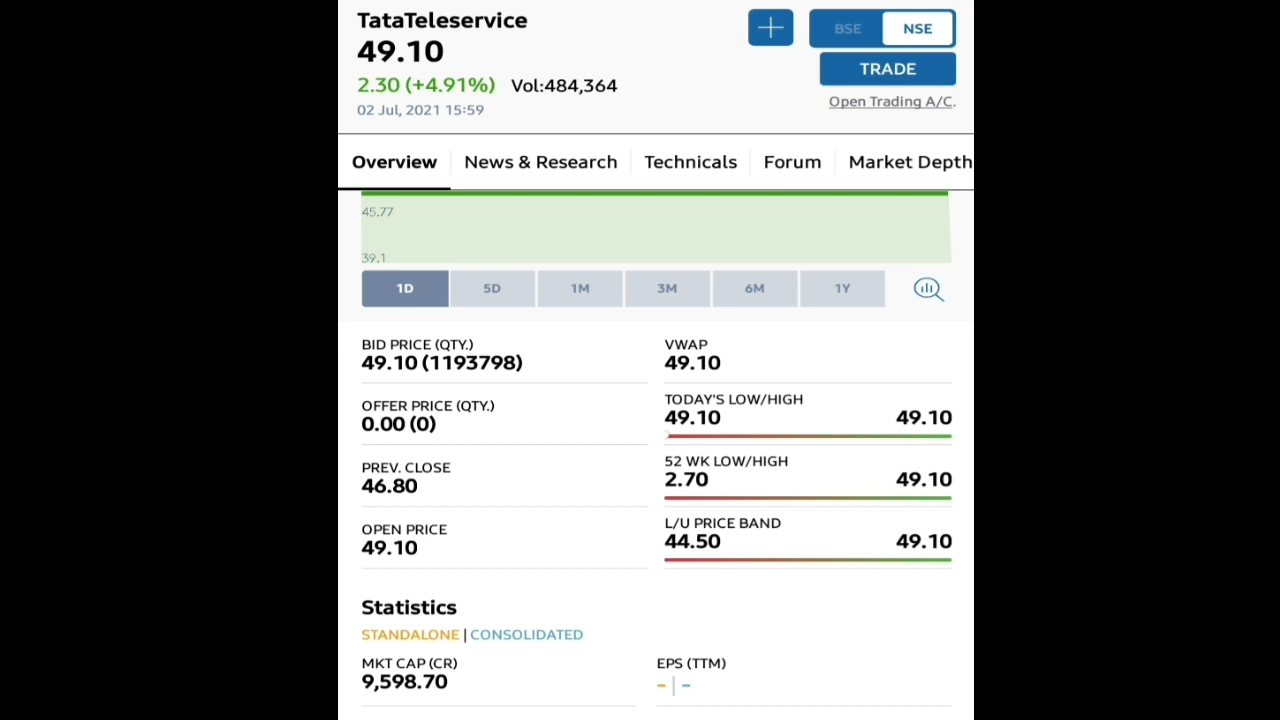 TataTeleservice
49.10
2.30 (+4.91%) Vol:484,364
02 Jul, 2021 15:59
BSE NSE
TRADE
Open Trading A/C.
Overview News & Research Technicals Forum Market Depth
45.77
39.1
1D 5D 1M 3M 6M 1Y
BID PRICE (QTY.)
49.10 (1193798)
VWAP
49.10
OFFER PRICE (QTY.)
0.00 (0)
TODAY'S LOW/HIGH
49.10 49.10
PREV. CLOSE
46.80
52 WK LOW/HIGH
2.70 49.10
OPEN PRICE
49.10
L/U PRICE BAND
44.50 49.10
Statistics
STANDALONE | CONSOLIDATED
MKT CAP (CR)
9,598.70
EPS (TTM)
- | -